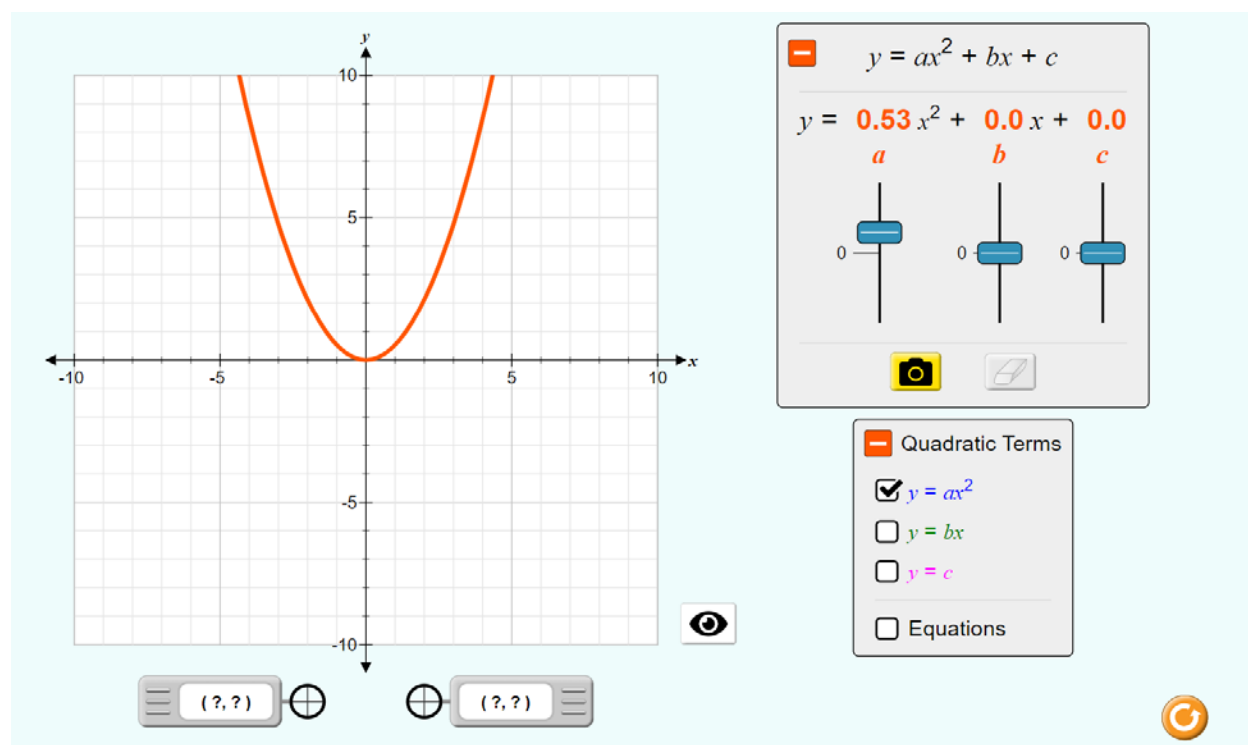 y
10
5
-10 -5 5 10 x
-5
-10
( ?, ? ) ( ?, ? )
y = ax² + bx + c
y = 0.53 x² + 0.0 x + 0.0
a b c
0 0 0
Quadratic Terms
y = ax²
y = bx
y = c
Equations